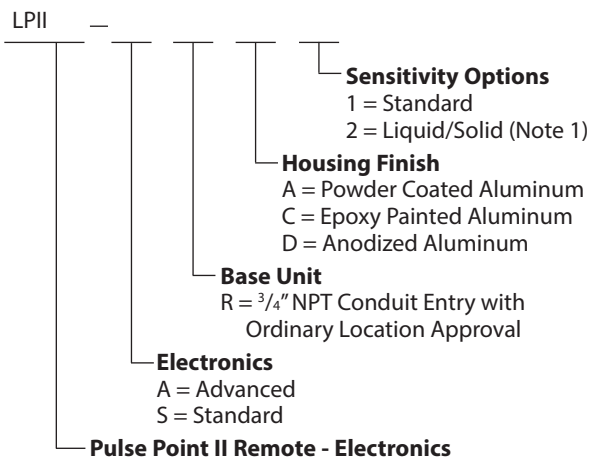 LPII –
Sensitivity Options
1 = Standard
2 = Liquid/Solid (Note 1)
Housing Finish
A = Powder Coated Aluminum
C = Epoxy Painted Aluminum
D = Anodized Aluminum
Base Unit
R = 3/4" NPT Conduit Entry with
Ordinary Location Approval
Electronics
A = Advanced
S = Standard
Pulse Point II Remote - Electronics